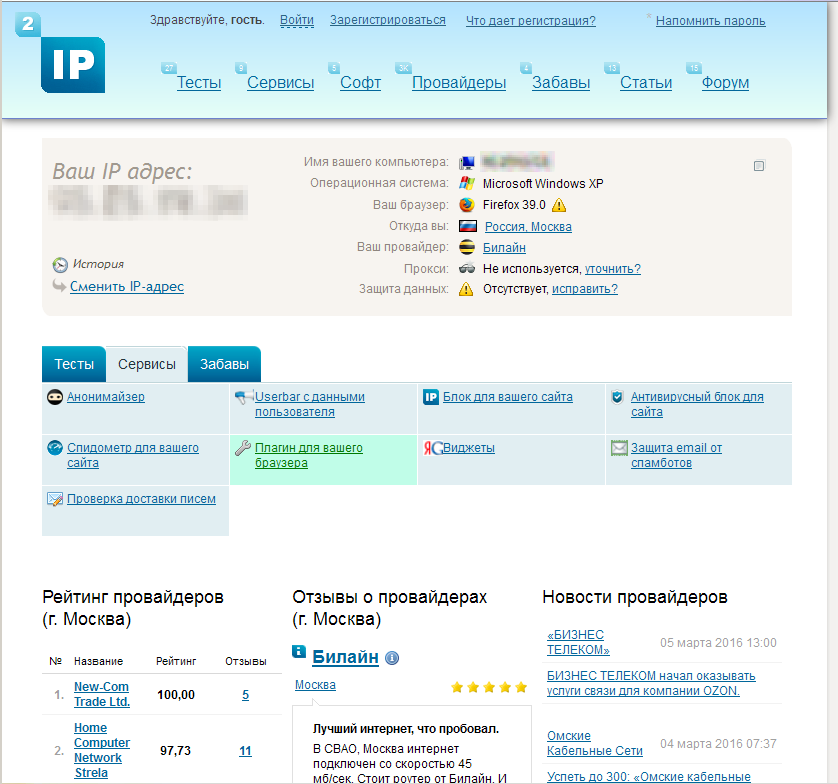 2
IP
Здравствуйте, гость. Войти Зарегистрироваться Что дает регистрация? * Напомнить пароль
27 Тесты 9 Сервисы 5 Софт 3K Провайдеры 4 Забавы 13 Статьи 15 Форум
Ваш IP адрес:
История
Сменить IP-адрес
Имя вашего компьютера:
Операционная система: Microsoft Windows XP
Ваш браузер: Firefox 39.0
Откуда вы: Россия, Москва
Ваш провайдер: Билайн
Прокси: Не используется, уточнить?
Защита данных: Отсутствует, исправить?
Тесты Сервисы Забавы
Анонимайзер
Userbar с данными
пользователя
IP Блок для вашего сайта
Антивирусный блок для
сайта
Спидометр для вашего
сайта
Плагин для вашего
браузера
ЯG Виджеты
Защита email от
спамботов
Проверка доставки писем
Рейтинг провайдеров
(г. Москва)
№ Название Рейтинг Отзывы
1. New-Com
Trade Ltd. 100,00 5
2. Home
Computer
Network
Strela 97,73 11
Отзывы о провайдерах
(г. Москва)
Билайн
Москва
Лучший интернет, что пробовал.
В СВАО, Москва интернет
подключен со скоростью 45
мб/сек. Стоит роутер от Билайн. И
Новости провайдеров
«БИЗНЕС
ТЕЛЕКОМ» 05 марта 2016 13:00
БИЗНЕС ТЕЛЕКОМ начал оказывать
услуги связи для компании OZON.
Омские
Кабельные Сети 04 марта 2016 07:37
Успеть до 300: «Омские кабельные